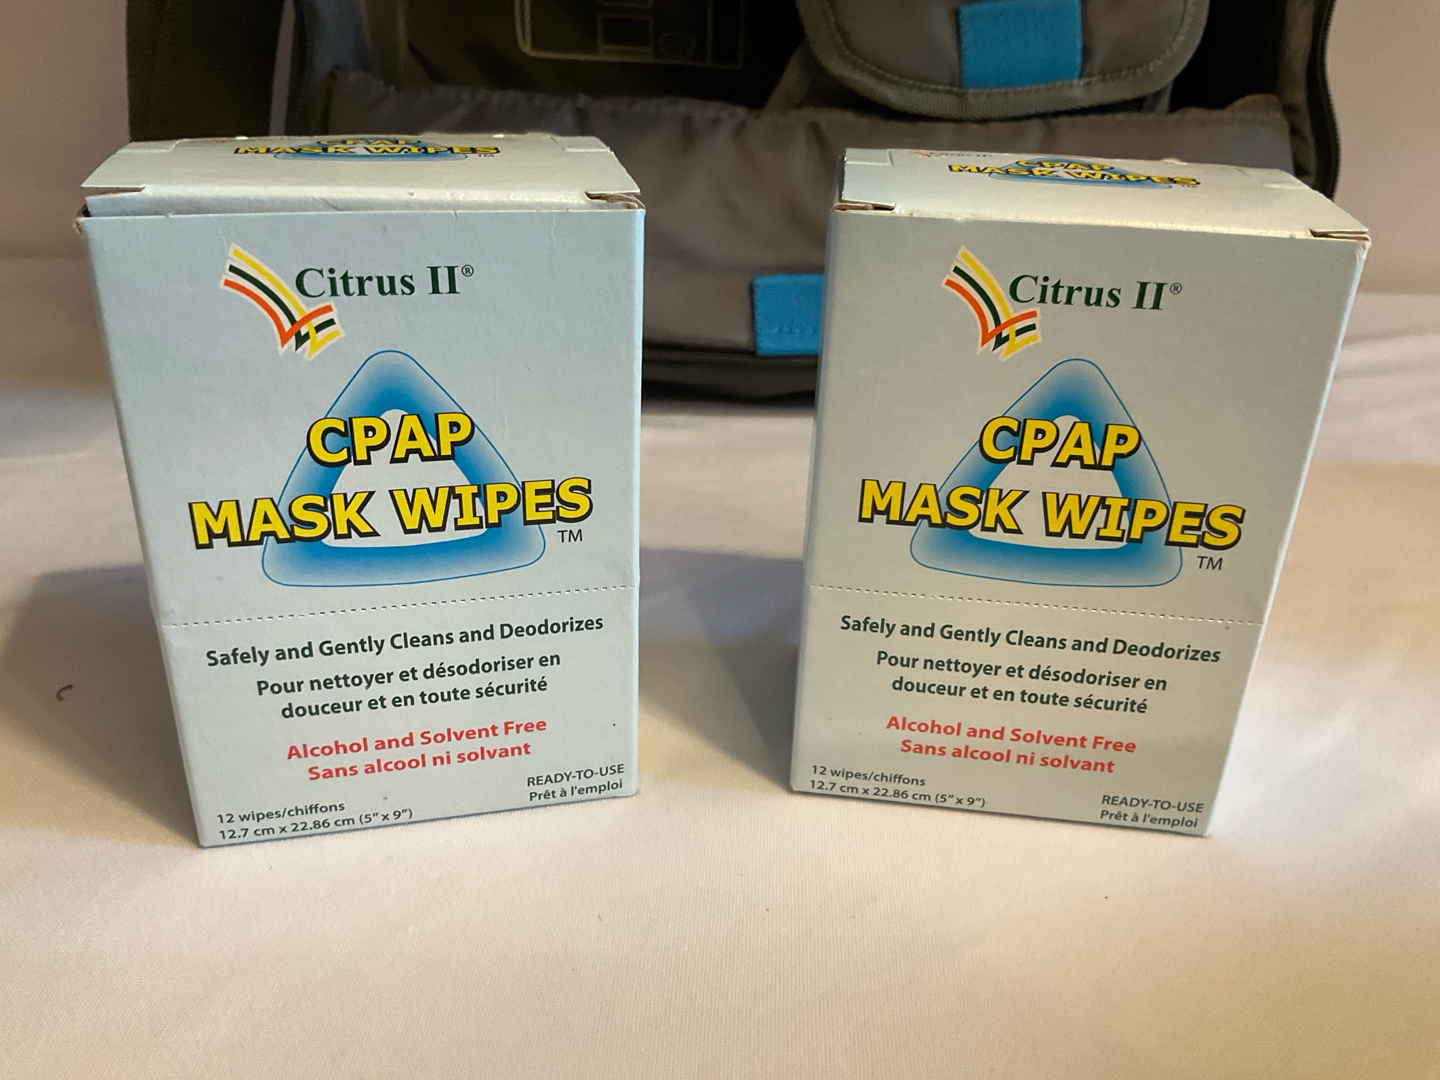 CPAP
MASK WIPES™
Citrus II®
CPAP
MASK WIPES
TM
Safely and Gently Cleans and Deodorizes
Pour nettoyer et désodoriser en
douceur et en toute sécurité
Alcohol and Solvent Free
Sans alcool ni solvant
12 wipes/chiffons
12.7 cm x 22.86 cm (5” x 9”)
READY-TO-USE
Prêt à l'emploi
CPAP
MASK WIPES™
Citrus II®
CPAP
MASK WIPES
TM
Safely and Gently Cleans and Deodorizes
Pour nettoyer et désodoriser en
douceur et en toute sécurité
Alcohol and Solvent Free
Sans alcool ni solvant
12 wipes/chiffons
12.7 cm x 22.86 cm (5” x 9”)
READY-TO-USE
Prêt à l'emploi